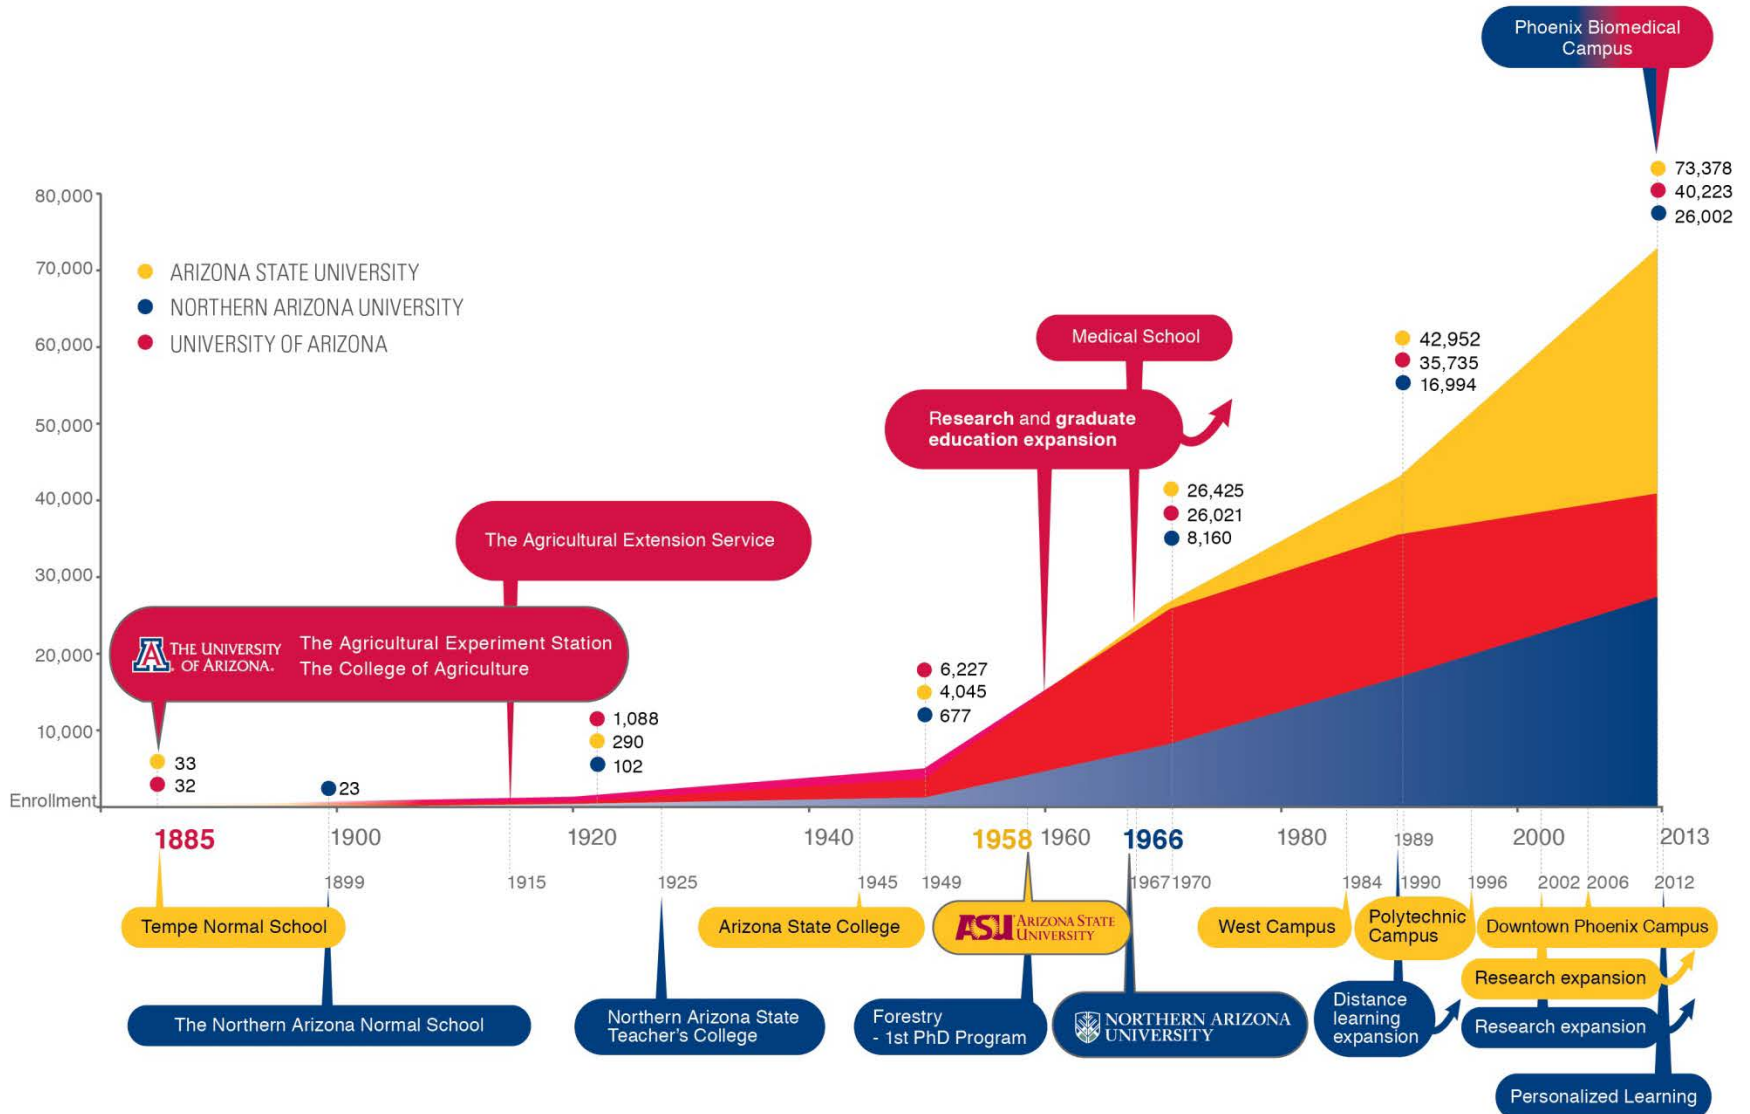 Phoenix Biomedical
Campus
73,378
40,223
26,002
80,000
70,000
60,000
50,000
40,000
30,000
20,000
10,000
Enrollment
ARIZONA STATE UNIVERSITY
NORTHERN ARIZONA UNIVERSITY
UNIVERSITY OF ARIZONA
Medical School
Research and graduate
education expansion
42,952
35,735
16,994
26,425
26,021
8,160
The Agricultural Extension Service
A
THE UNIVERSITY
OF ARIZONA.
The Agricultural Experiment Station
The College of Agriculture
33
32
23
1,088
290
102
6,227
4,045
677
1885
1900
1920
1940
1958
1960
1966
1980
1989
2000
2013
1899
1915
1925
1945
1949
1967
1970
1984
1990
1996
2002
2006
2012
Tempe Normal School
Arizona State College
ASU ARIZONA STATE
UNIVERSITY
West Campus
Polytechnic
Campus
Downtown Phoenix Campus
Research expansion
The Northern Arizona Normal School
Northern Arizona State
Teacher's College
Forestry
- 1st PhD Program
NORTHERN ARIZONA
UNIVERSITY
Distance
learning
expansion
Research expansion
Personalized Learning